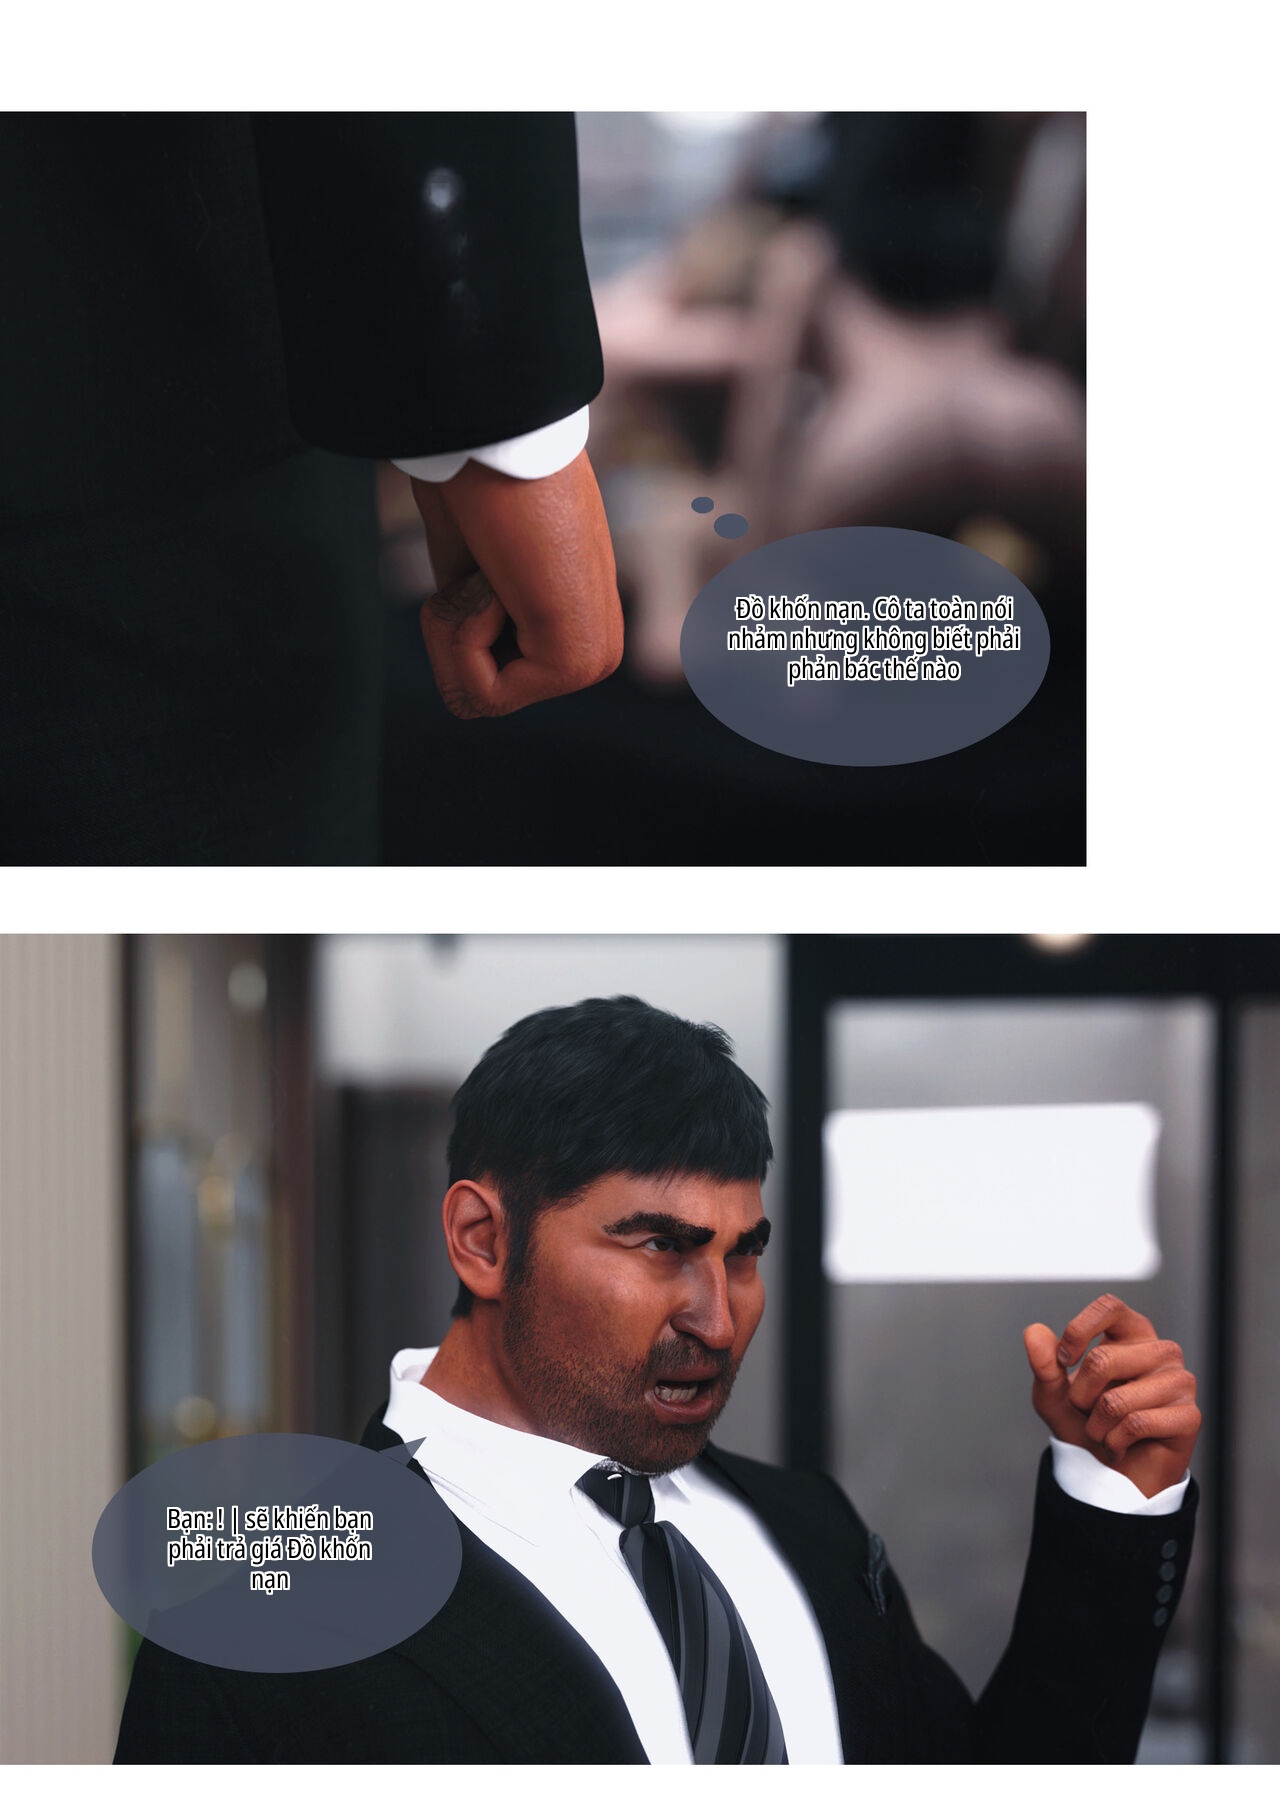 Đồ khốn nạn. Cô ta toàn nói
nhảm nhưng không biết phải
phản bác thế nào
Bạn: ! | sẽ khiến bạn
phải trả giá Đồ khốn
nạn